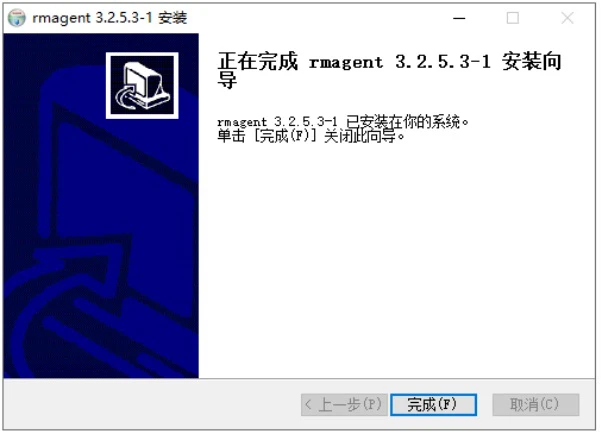 rmagent 3.2.5.3-1 安装
正在完成 rmagent 3.2.5.3-1 安装向
导
rmagent 3.2.5.3-1 已安装在你的系统。
单击 [完成(F)] 关闭此向导。
< 上一步(P)
完成(F)
取消(C)